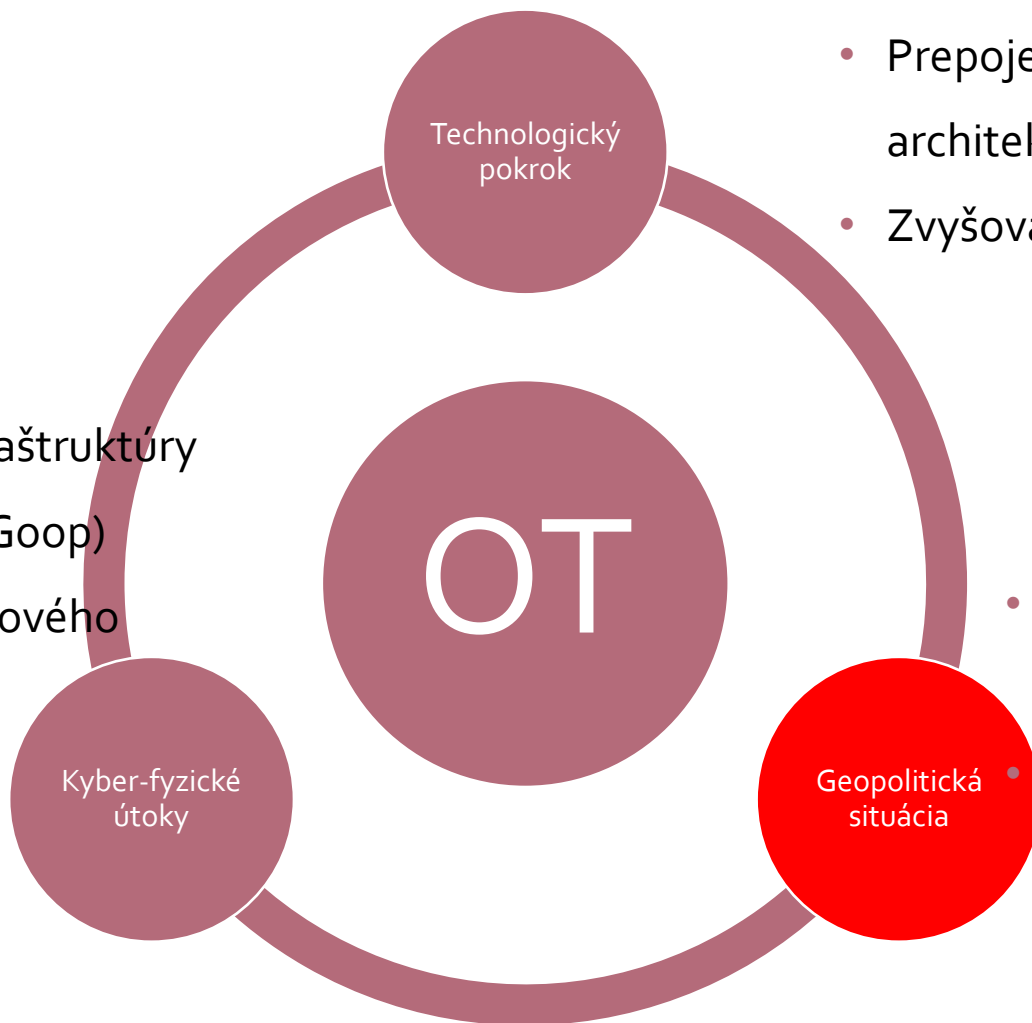 Prepoje
architek
Zvyšova
Technologický
pokrok
aštruktúry
Goop)
ového
OT
Kyber-fyzické
útoky
Geopolitická
situácia